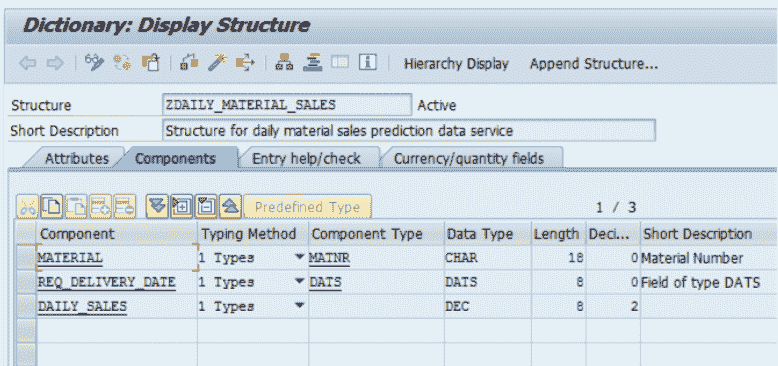 Dictionary: Display Structure
Hierarchy Display Append Structure...
Structure ZDAILY_MATERIAL_SALES Active
Short Description Structure for daily material sales prediction data service
Attributes Components Entry help/check Currency/quantity fields
Predefined Type 1 / 3
Component Typing Method Component Type Data Type Length Deci... Short Description
MATERIAL 1 Types MATNR CHAR 18 0 Material Number
REQ_DELIVERY_DATE 1 Types DATS DATS 8 0 Field of type DATS
DAILY_SALES 1 Types DEC 8 2